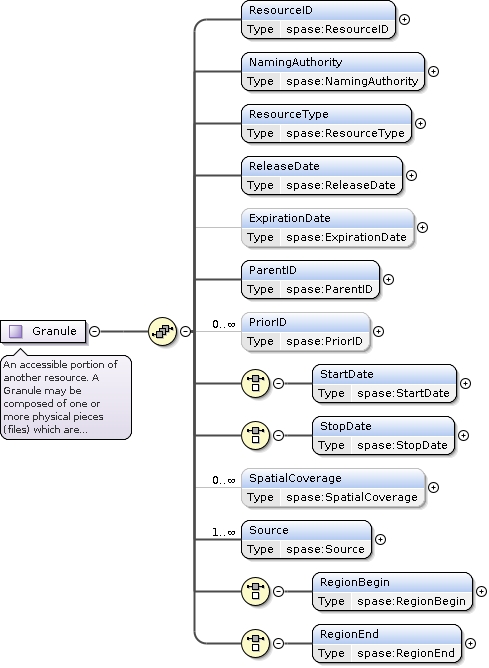 ResourceID
Type spase:ResourceID
NamingAuthority
Type spase:NamingAuthority
ResourceType
Type spase:ResourceType
ReleaseDate
Type spase:ReleaseDate
ExpirationDate
Type spase:ExpirationDate
ParentID
Type spase:ParentID
Granule
An accessible portion of
another resource. A
Granule may be
composed of one or
more physical pieces
(files) which are...
0..∞
PriorID
Type spase:PriorID
StartDate
Type spase:StartDate
StopDate
Type spase:StopDate
0..∞
SpatialCoverage
Type spase:SpatialCoverage
1..∞
Source
Type spase:Source
RegionBegin
Type spase:RegionBegin
RegionEnd
Type spase:RegionEnd